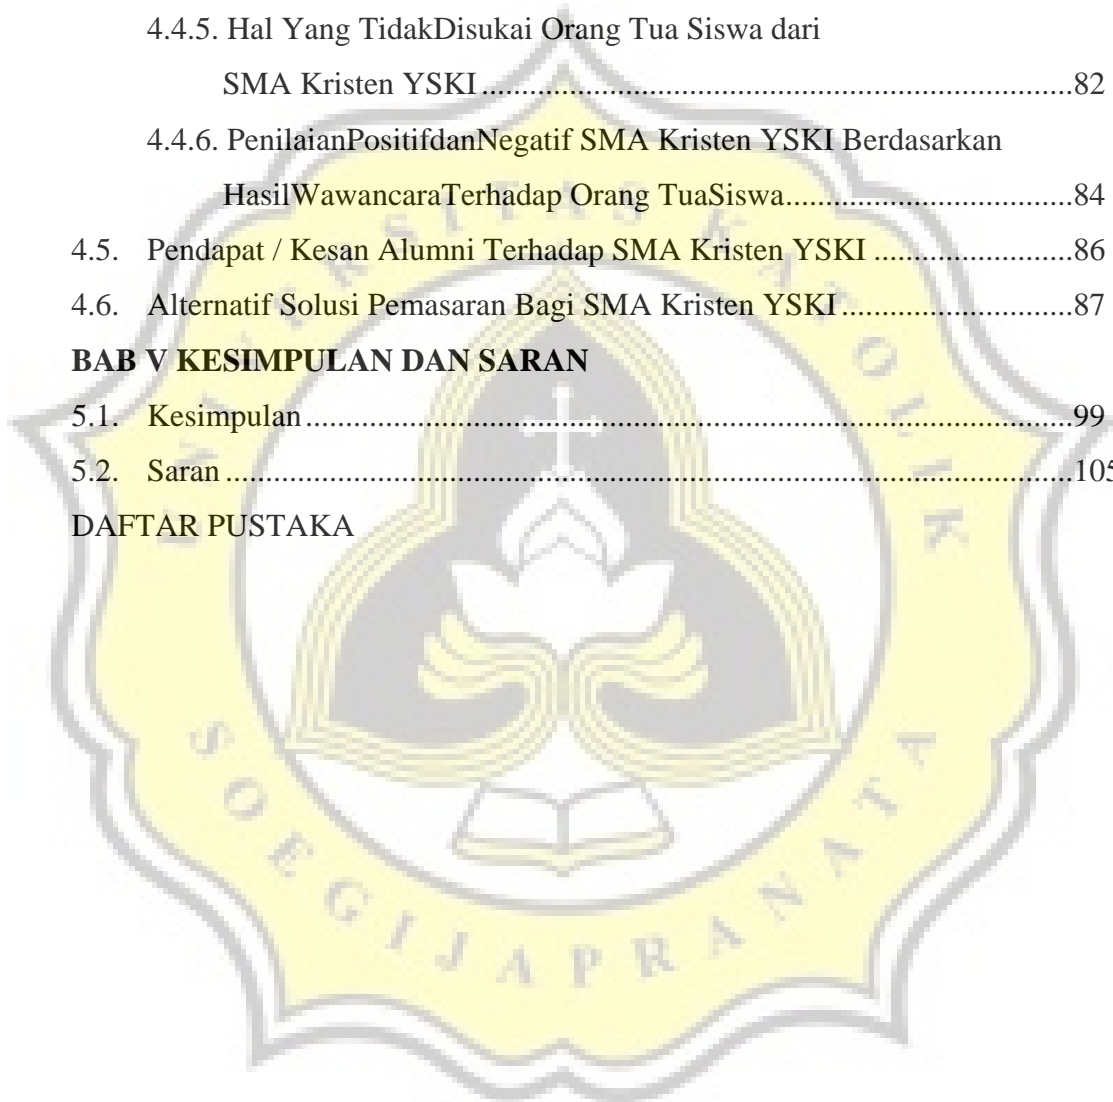 4.4.5. Hal Yang TidakDisukai Orang Tua Siswa dari
SMA Kristen YSKI ........................................................................82
4.4.6. PenilaianPositifdanNegatif SMA Kristen YSKI Berdasarkan
HasilWawancaraTerhadap Orang TuaSiswa...................................84
4.5. Pendapat / Kesan Alumni Terhadap SMA Kristen YSKI ........................86
4.6. Alternatif Solusi Pemasaran Bagi SMA Kristen YSKI............................87
BAB V KESIMPULAN DAN SARAN
5.1. Kesimpulan..............................................................................................99
5.2. Saran .......................................................................................................105
DAFTAR PUSTAKA
UNIVERSITAS KATOLIK
SOEGIJAPRANATA